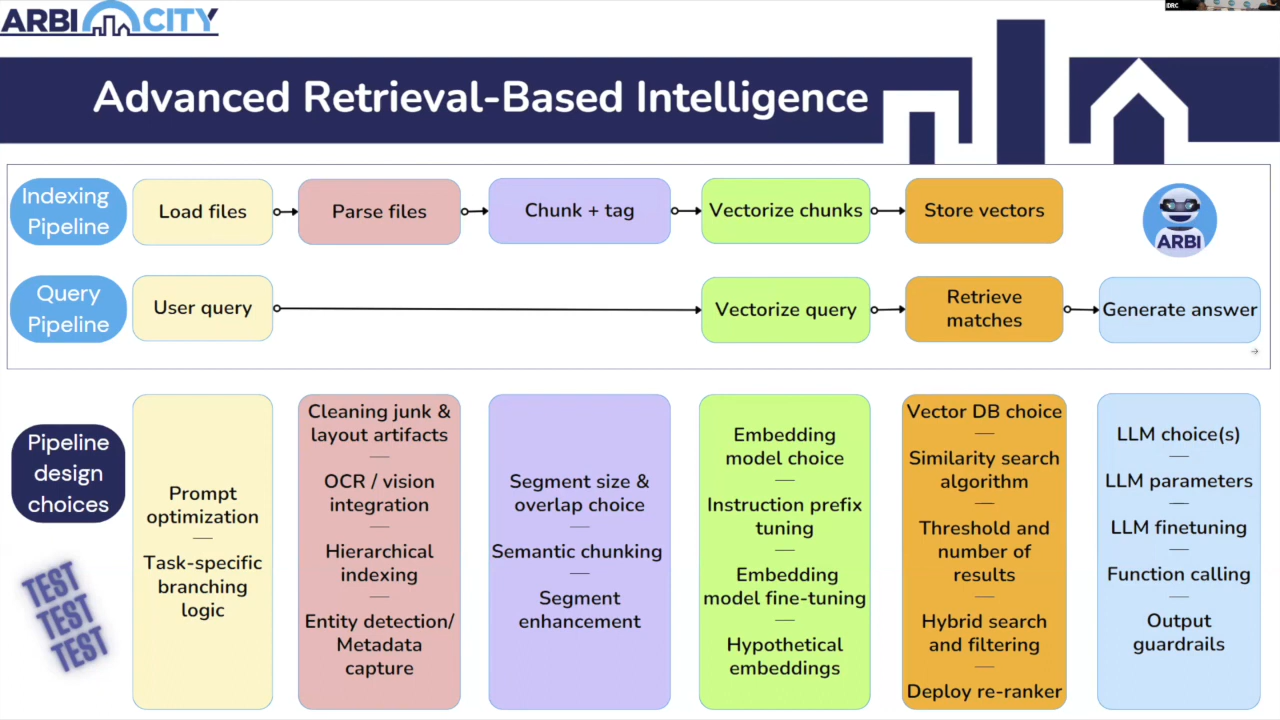 ARBI CITY
IDRC
Advanced Retrieval-Based Intelligence
Indexing
Pipeline
Load files
Parse files
Chunk + tag
Vectorize chunks
Store vectors
ARBI
Query
Pipeline
User query
Vectorize query
Retrieve
matches
Generate answer
Pipeline
design
choices
TEST
TEST
TEST
Prompt
optimization
Task-specific
branching
logic
Cleaning junk &
layout artifacts
OCR / vision
integration
Hierarchical
indexing
Entity detection/
Metadata
capture
Segment size &
overlap choice
Semantic chunking
Segment
enhancement
Embedding
model choice
Instruction prefix
tuning
Embedding
model fine-tuning
Hypothetical
embeddings
Vector DB choice
Similarity search
algorithm
Threshold and
number of
results
Hybrid search
and filtering
Deploy re-ranker
LLM choice(s)
LLM parameters
LLM finetuning
Function calling
Output
guardrails